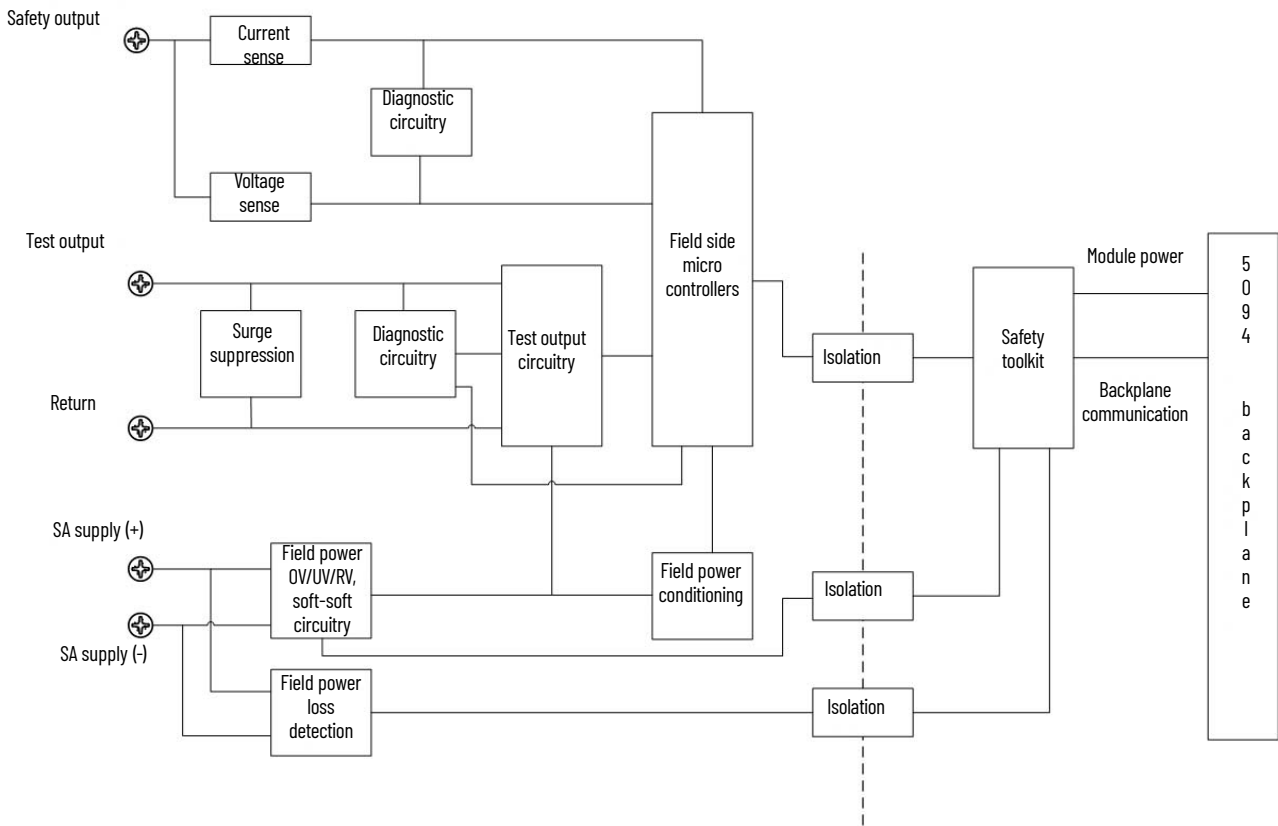 Safety output
Current
sense
Diagnostic
circuitry
Voltage
sense
Test output
Surge
suppression
Diagnostic
circuitry
Test output
circuitry
Field side
micro
controllers
Return
SA supply (+)
SA supply (-)
Field power
OV/UV/RV,
soft-soft
circuitry
Field power
conditioning
Field power
loss
detection
Isolation
Isolation
Isolation
Safety
toolkit
Module power
Backplane
communication
5
0
9
4
b
a
c
k
p
l
a
n
e